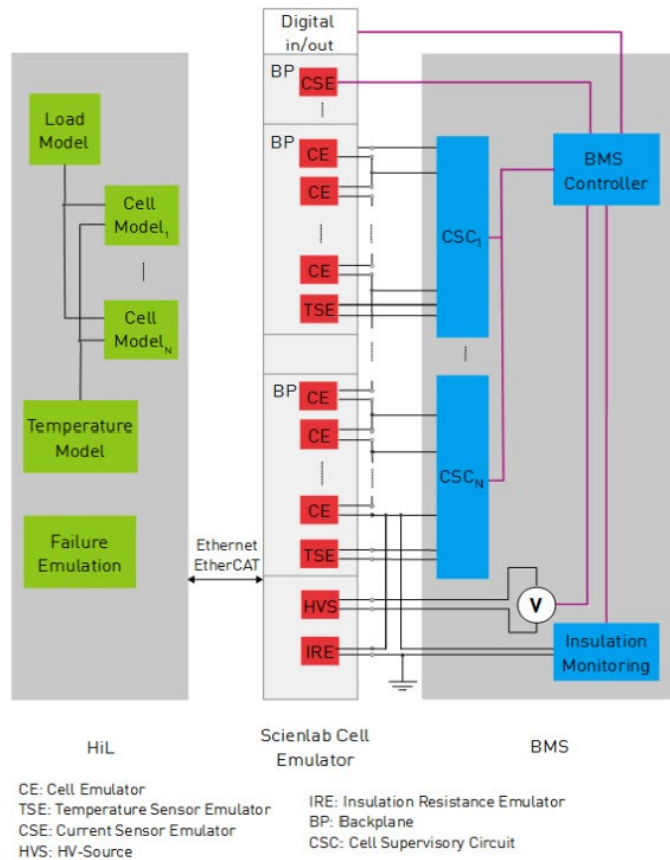 Digital
in/out
BP
CSE
Load
Model
BP
CE
BMS
Controller
CE
Cell
Model₁
CSC₁
CE
TSE
Cell
Modelₙ
BP
CE
Temperature
Model
CE
CSCₙ
CE
Failure
Emulation
Ethernet
EtherCAT
TSE
HVS
V
IRE
Insulation
Monitoring
HiL
Scienlab Cell
Emulator
BMS
CE: Cell Emulator
TSE: Temperature Sensor Emulator
CSE: Current Sensor Emulator
HVS: HV-Source
IRE: Insulation Resistance Emulator
BP: Backplane
CSC: Cell Supervisory Circuit